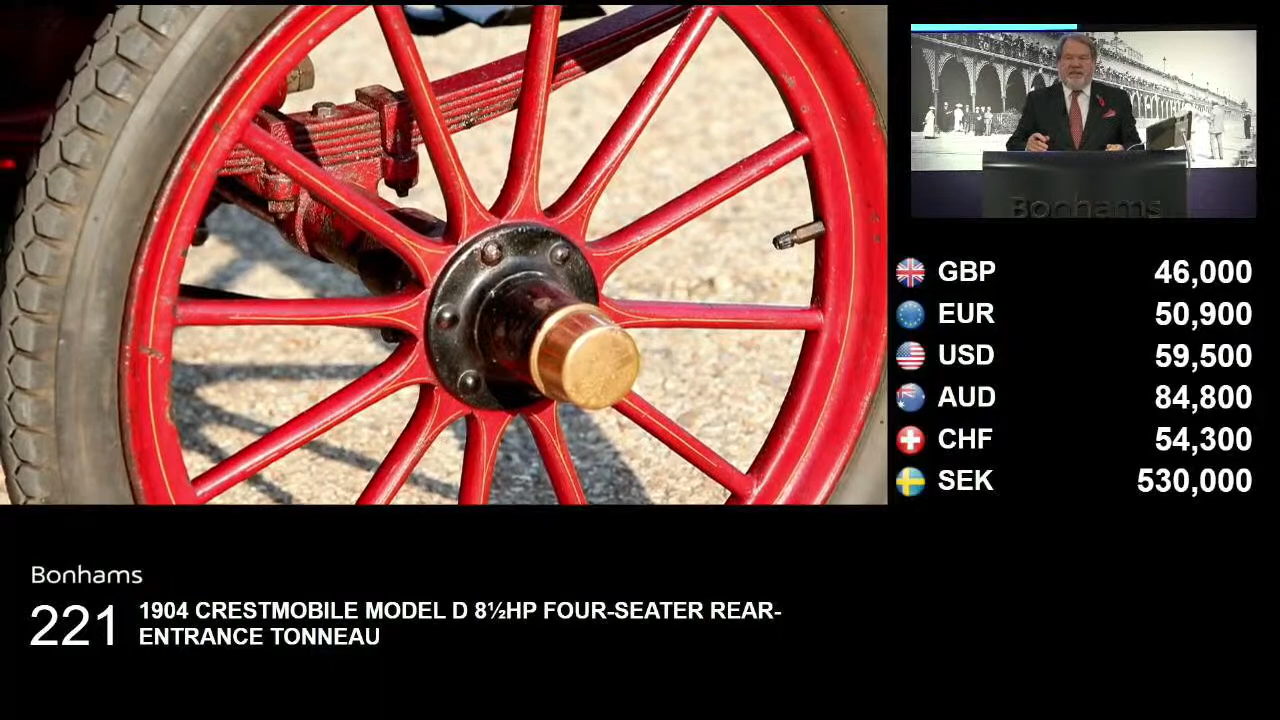 Bonhams
GBP 46,000
EUR 50,900
USD 59,500
AUD 84,800
CHF 54,300
SEK 530,000
Bonhams
221 1904 CRESTMOBILE MODEL D 8½HP FOUR-SEATER REAR-
ENTRANCE TONNEAU